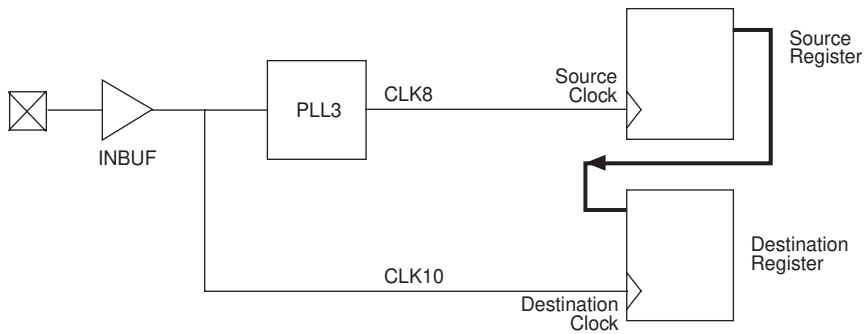 INBUF
PLL3
CLK8
Source
Clock
Source
Register
CLK10
Destination
Clock
Destination
Register